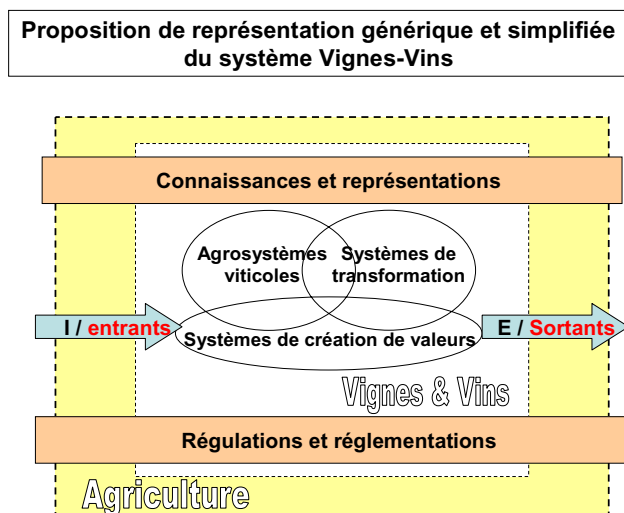 Proposition de représentation générique et simplifiée
du système Vignes-Vins
Connaissances et représentations
Agrosystèmes
viticoles
Systèmes de
transformation
I / entrants
E / Sortants
Systèmes de création de valeurs
Vignes & Vins
Régulations et réglementations
Agriculture